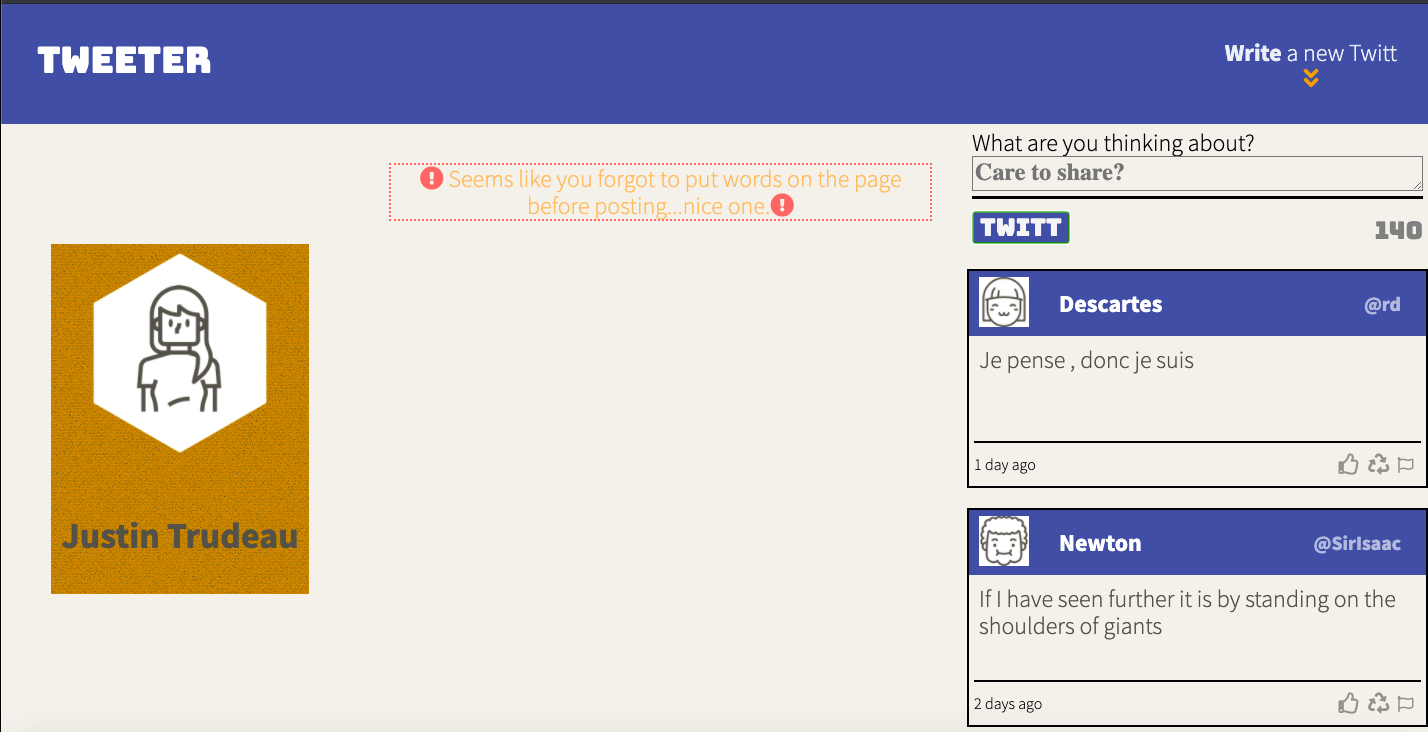 TWEETER
Write a new Twitt
Seems like you forgot to put words on the page
before posting...nice one.
Justin Trudeau
What are you thinking about?
Care to share?
TWITT
140
Descartes
@rd
Je pense , donc je suis
1 day ago
Newton
@SirIsaac
If I have seen further it is by standing on the
shoulders of giants
2 days ago